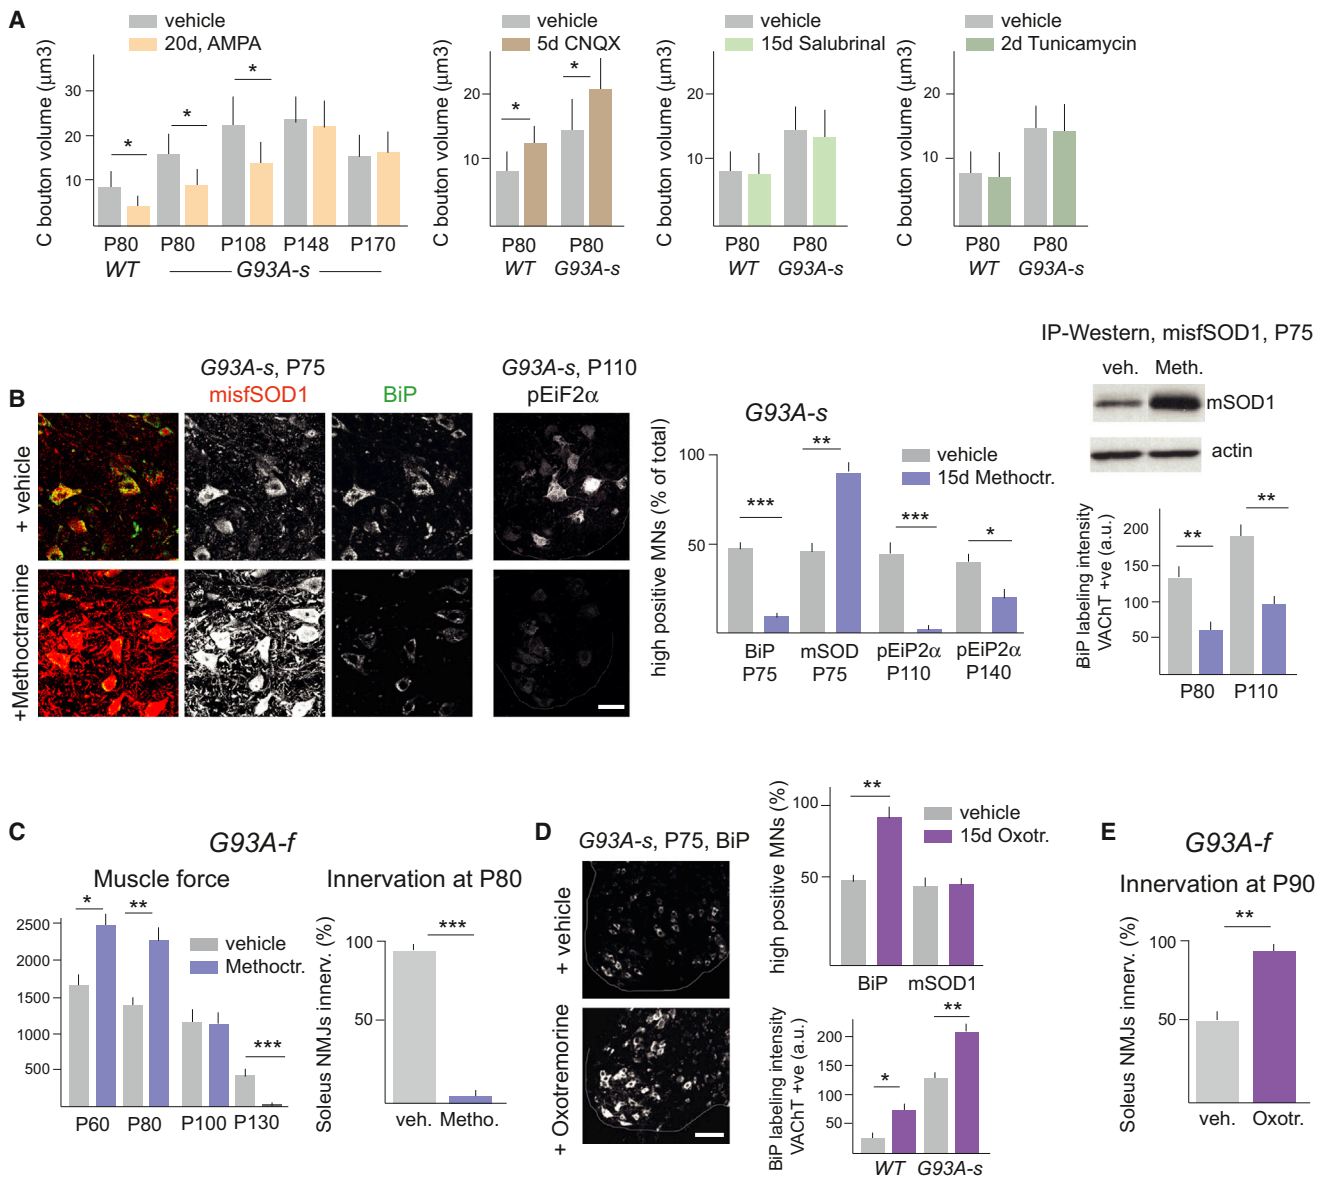 A
vehicle
20d, AMPA
C bouton volume (μm3)
30
20
10
*
*
*
P80
P80
P108
P148
P170
WT
G93A-s
vehicle
5d CNQX
C bouton volume (μm3)
20
10
*
*
P80
P80
WT
G93A-s
vehicle
15d Salubrinal
C bouton volume (μm3)
20
10
P80
P80
WT
G93A-s
vehicle
2d Tunicamycin
C bouton volume (μm3)
20
10
P80
P80
WT
G93A-s
B
G93A-s, P75
misfSOD1
BiP
G93A-s, P110
pEiF2α
+ vehicle
+Methoctramine
G93A-s
high positive MNs (% of total)
100
50
vehicle
15d Methoctr.
***
**
***
*
BiP
P75
mSOD
P75
pEiP2α
P110
pEiP2α
P140
IP-Western, misfSOD1, P75
veh.
Meth.
mSOD1
actin
BiP labeling intensity
VAChT +ve (a.u.)
200
150
100
50
**
**
P80
P110
C
G93A-f
Muscle force
2500
2000
1500
1000
500
*
**
***
vehicle
Methoctr.
P60
P80
P100
P130
Innervation at P80
Soleus NMJs innerv. (%)
100
50
***
veh.
Metho.
D
G93A-s, P75, BiP
+ vehicle
+ Oxotremorine
high positive MNs (%)
100
50
**
vehicle
15d Oxotr.
BiP
mSOD1
BiP labeling intensity
VAChT +ve (a.u.)
200
150
100
50
*
**
WT
G93A-s
E
G93A-f
Innervation at P90
Soleus NMJs innerv. (%)
100
50
**
veh.
Oxotr.